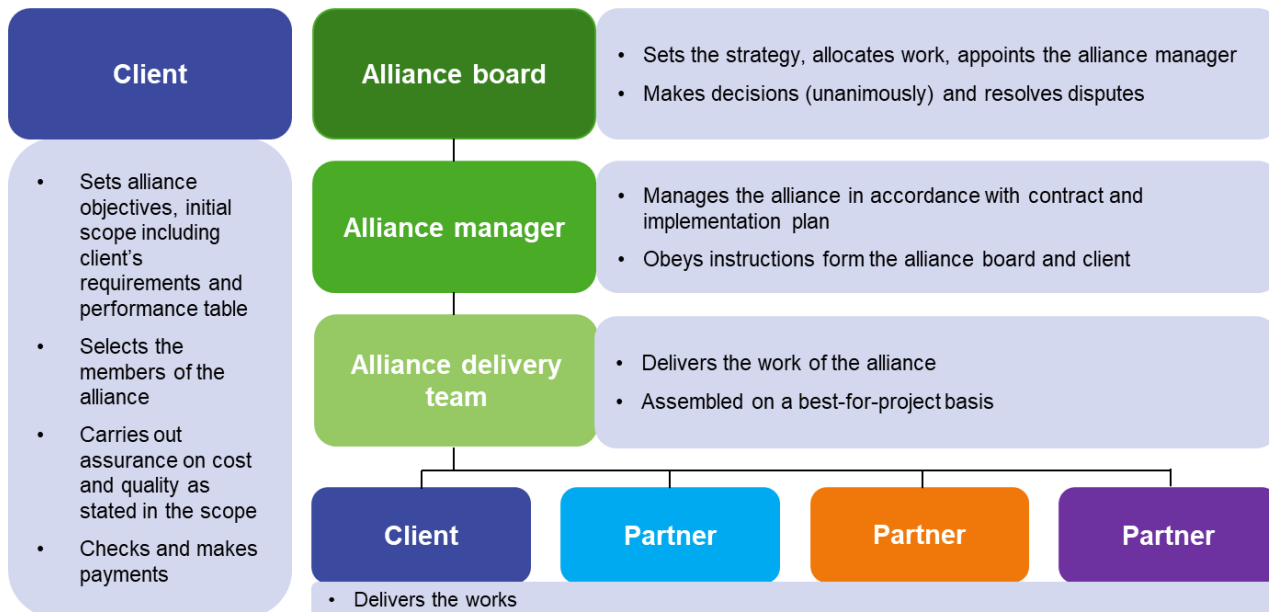 Client
• Sets alliance
objectives, initial
scope including
client's
requirements and
performance table
• Selects the
members of the
alliance
• Carries out
assurance on cost
and quality as
stated in the scope
• Checks and makes
payments
Alliance board
• Sets the strategy, allocates work, appoints the alliance manager
• Makes decisions (unanimously) and resolves disputes
Alliance manager
• Manages the alliance in accordance with contract and
implementation plan
• Obeys instructions form the alliance board and client
Alliance delivery
team
• Delivers the work of the alliance
• Assembled on a best-for-project basis
Client
Partner
Partner
Partner
• Delivers the works